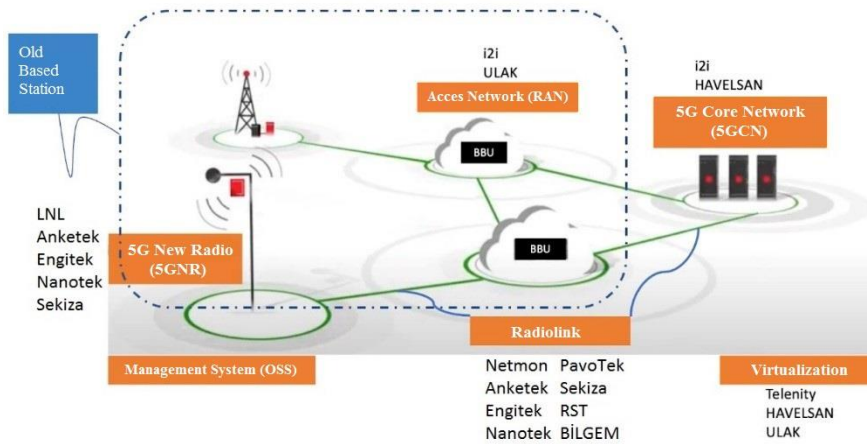 Old
Based
Station
i2i
ULAK
Acces Network (RAN)
i2i
HAVELSAN
5G Core Network
(5GCN)
BBU
BBU
LNL
Anketek
Engitek
Nanotek
Sekiza
5G New Radio
(5GNR)
Management System (OSS)
Radiolink
Netmon PavoTek
Anketek Sekiza
Engitek RST
Nanotek BİLGEM
Virtualization
Telenity
HAVELSAN
ULAK